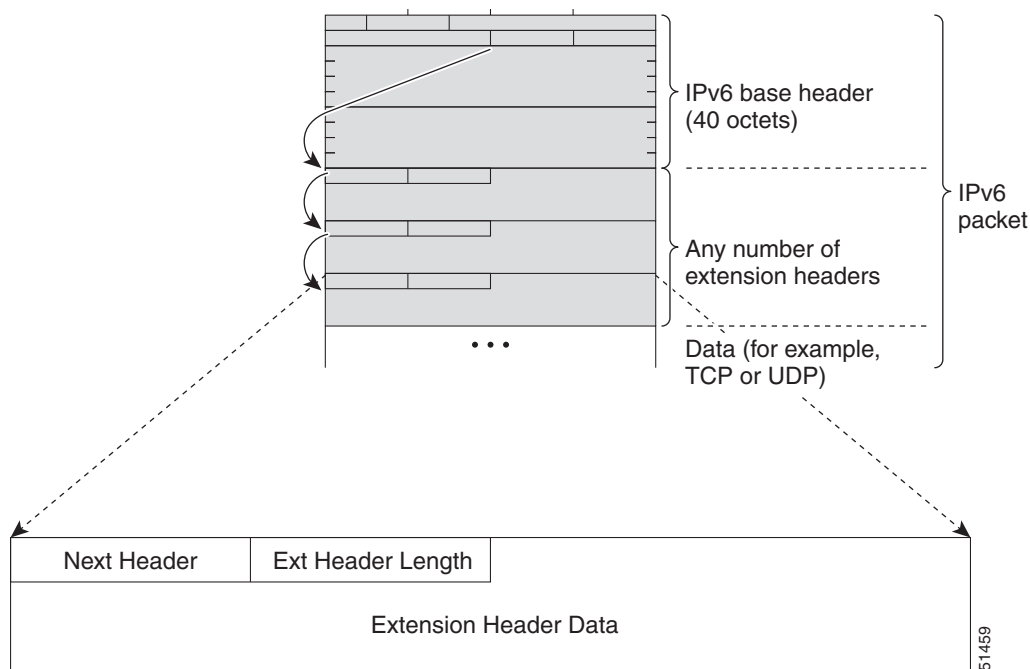 IPv6 base header
(40 octets)
IPv6
packet
Any number of
extension headers
• • •
Data (for example,
TCP or UDP)
Next Header
Ext Header Length
Extension Header Data
51459